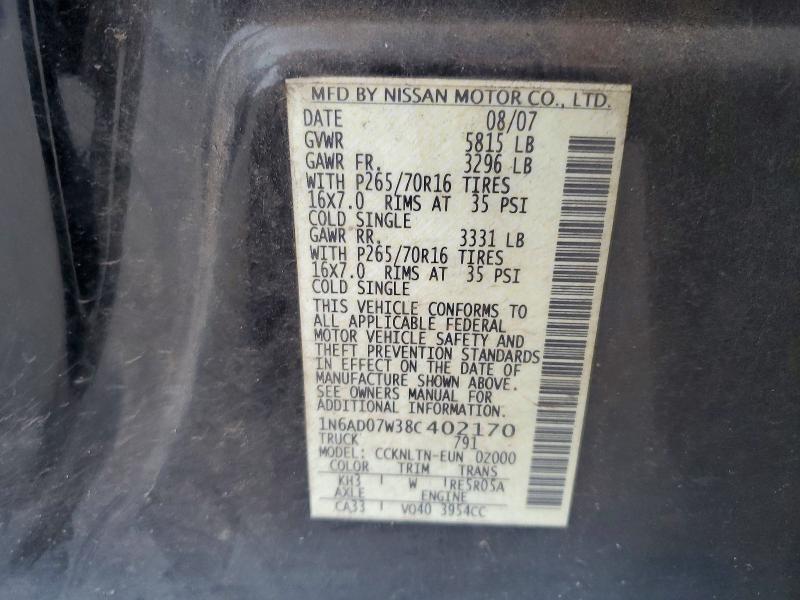 MFD BY NISSAN MOTOR CO., LTD.
DATE 08/07
GVWR 5815 LB
GAWR FR. 3296 LB
WITH P265/70R16 TIRES
16X7.0 RIMS AT 35 PSI
COLD SINGLE
GAWR RR. 3331 LB
WITH P265/70R16 TIRES
16X7.0 RIMS AT 35 PSI
COLD SINGLE
THIS VEHICLE CONFORMS TO
ALL APPLICABLE FEDERAL
MOTOR VEHICLE SAFETY AND
THEFT PREVENTION STANDARDS
IN EFFECT ON THE DATE OF
MANUFACTURE SHOWN ABOVE.
SEE OWNERS MANUAL FOR
ADDITIONAL INFORMATION
1N6AD07W38C402170
TRUCK 791
MODEL: CCKNLTN-EUN 0Z000
COLOR TRIM TRANS
KH3 W RE5R05A
AXLE ENGINE
CA33 VQ40 3954CC